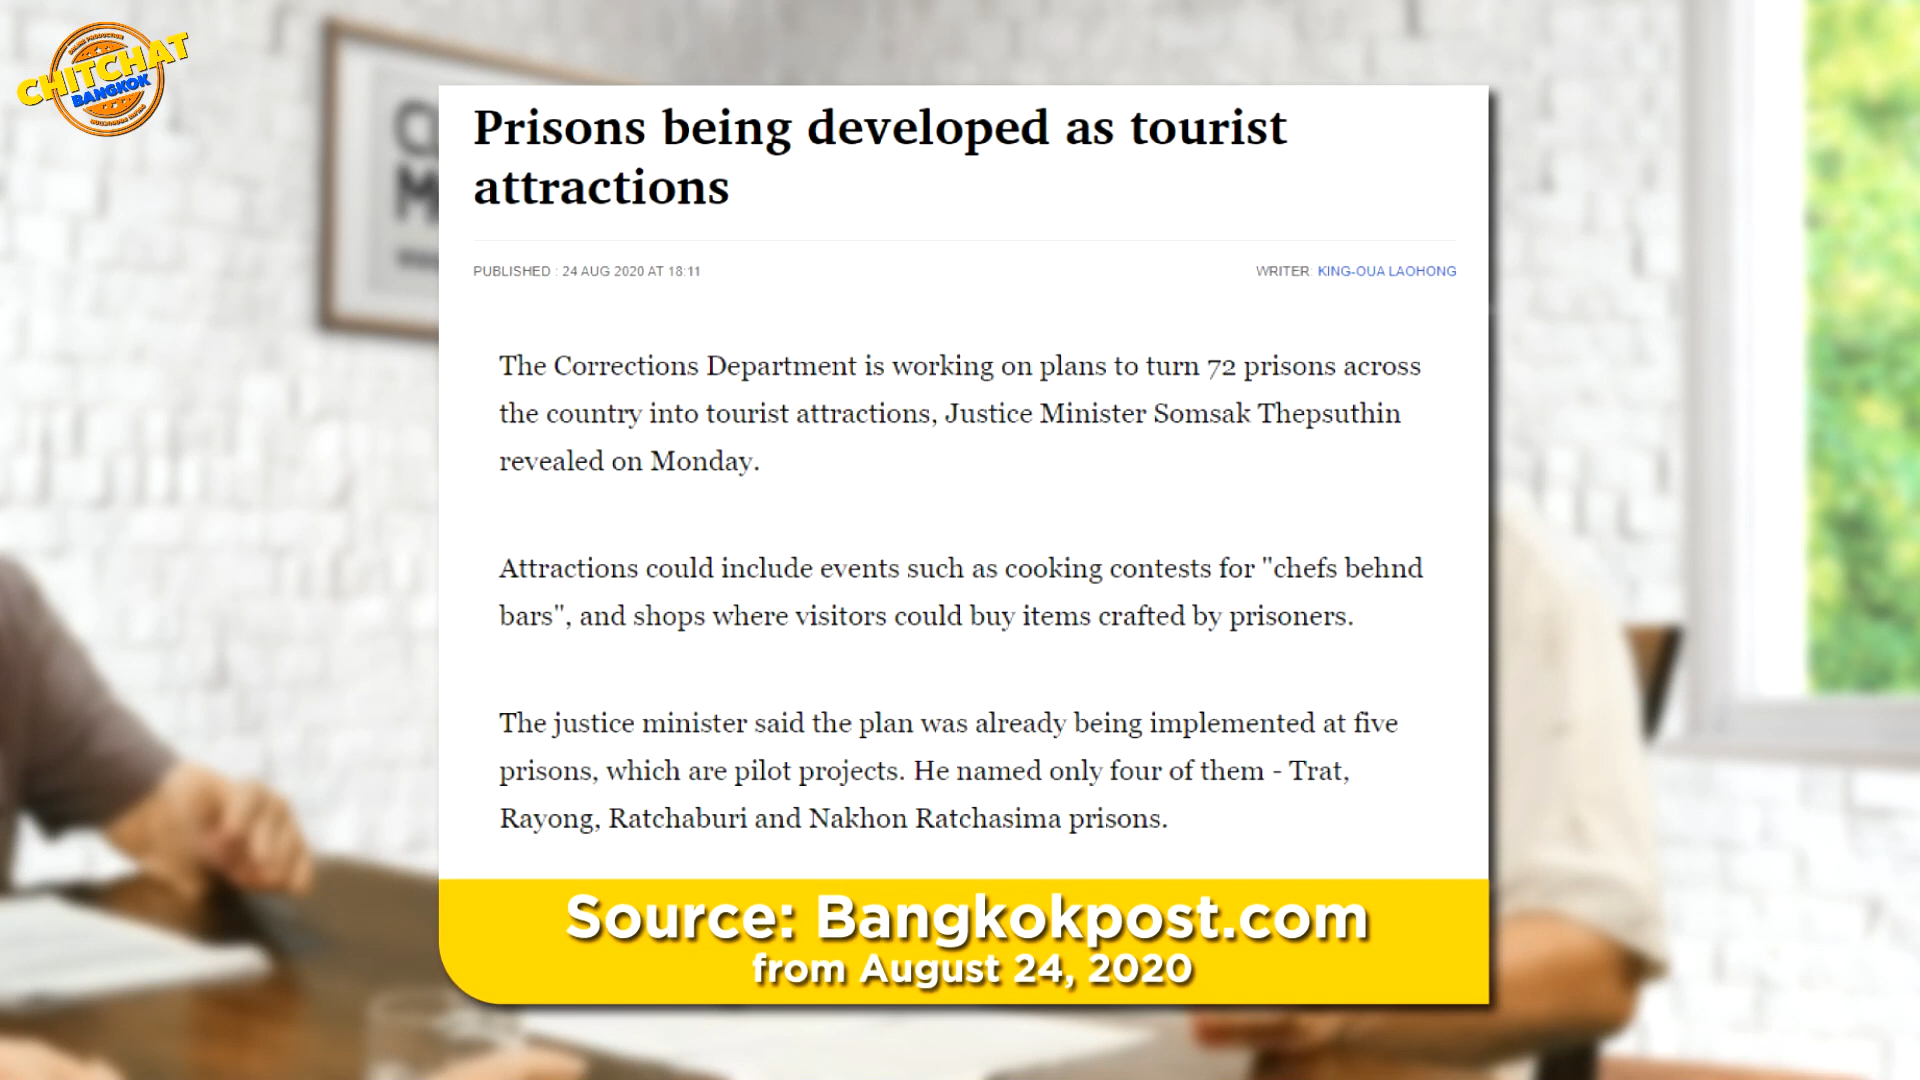 CHITCHAT
BANGKOK
Prisons being developed as tourist
attractions
PUBLISHED : 24 AUG 2020 AT 18:11
WRITER: KING-OUA LAOHONG
The Corrections Department is working on plans to turn 72 prisons across
the country into tourist attractions, Justice Minister Somsak Thepsuthin
revealed on Monday.
Attractions could include events such as cooking contests for "chefs behnd
bars", and shops where visitors could buy items crafted by prisoners.
The justice minister said the plan was already being implemented at five
prisons, which are pilot projects. He named only four of them - Trat,
Rayong, Ratchaburi and Nakhon Ratchasima prisons.
Source: Bangkokpost.com
from August 24, 2020